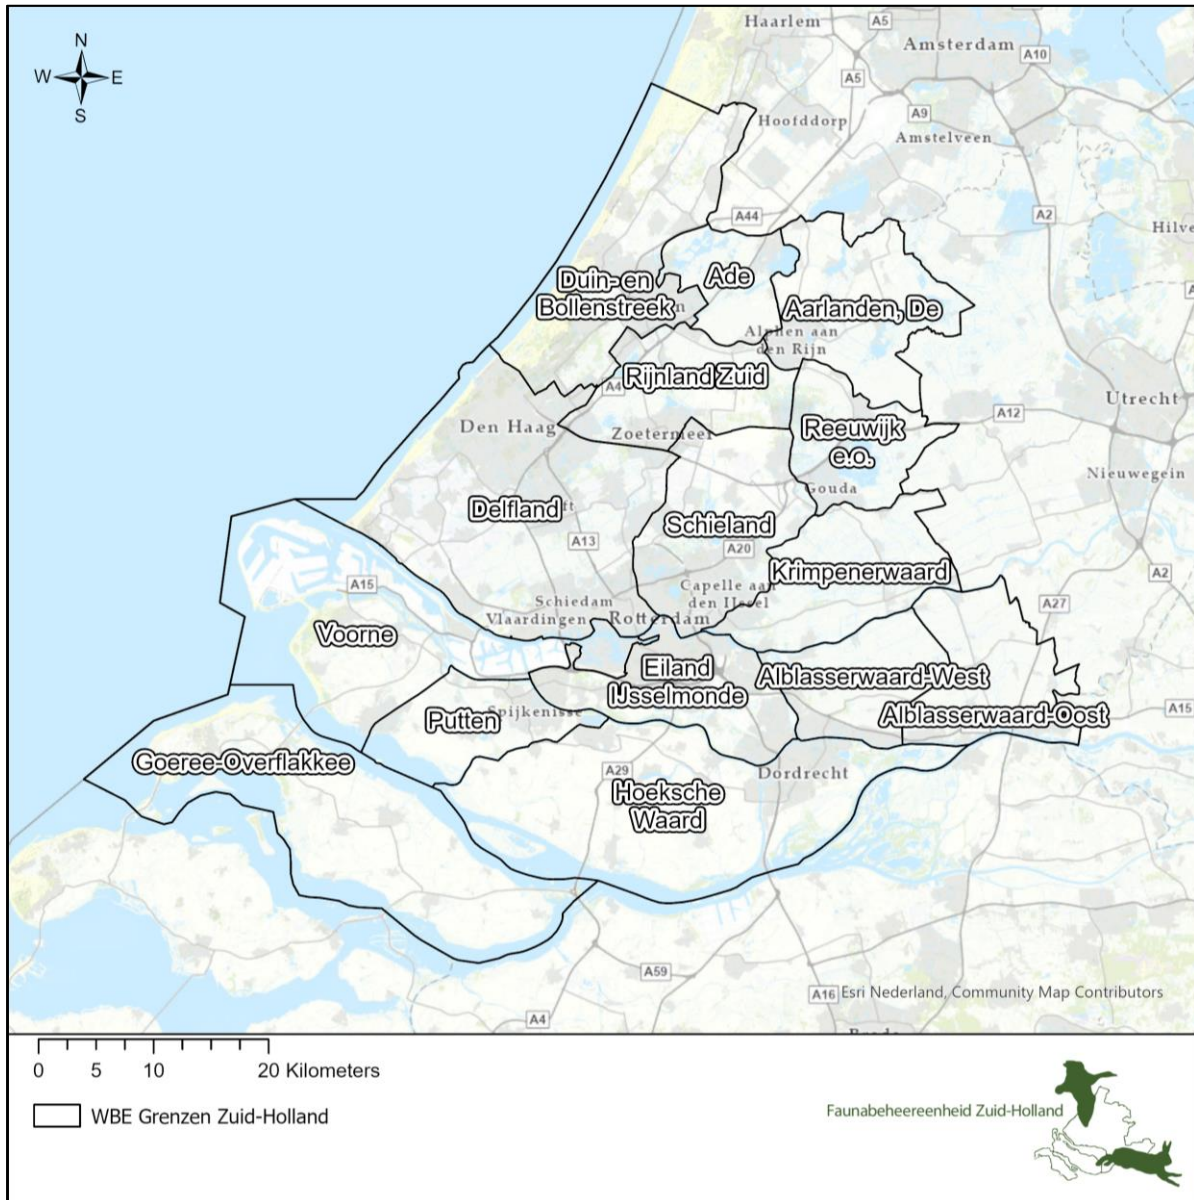 Haarlem
A5
Amsterdam
A10
N
W E
S
A5
A9
Hoofddorp
Amstelveen
A44
A2
Hilve
Duin- en
Bollenstreek
Ade
Aarlanden, De
Alphen aan
den Rijn
Rijnland Zuid
A4
Utrecht
A12
Den Haag
Zoetermeer
Reeuwijk
e.o.
Nieuwegein
Gouda
Delfland
Schieland
A13
A20
Krimpenerwaard
A2
A15
Capelle aan
den IJssel
Schiedam
A27
Vlaardingen
Rotterdam
Voorne
Eiland
IJsselmonde
Alblasserwaard-West
Putten
Spijkenisse
Alblasserwaard-Oost
A15
Goeree-Overflakkee
A29
Dordrecht
Hoeksche
Waard
A59
A16
Esri Nederland, Community Map Contributors
A4
0 5 10 20 Kilometers
WBE Grenzen Zuid-Holland
Faunabeheereenheid Zuid-Holland